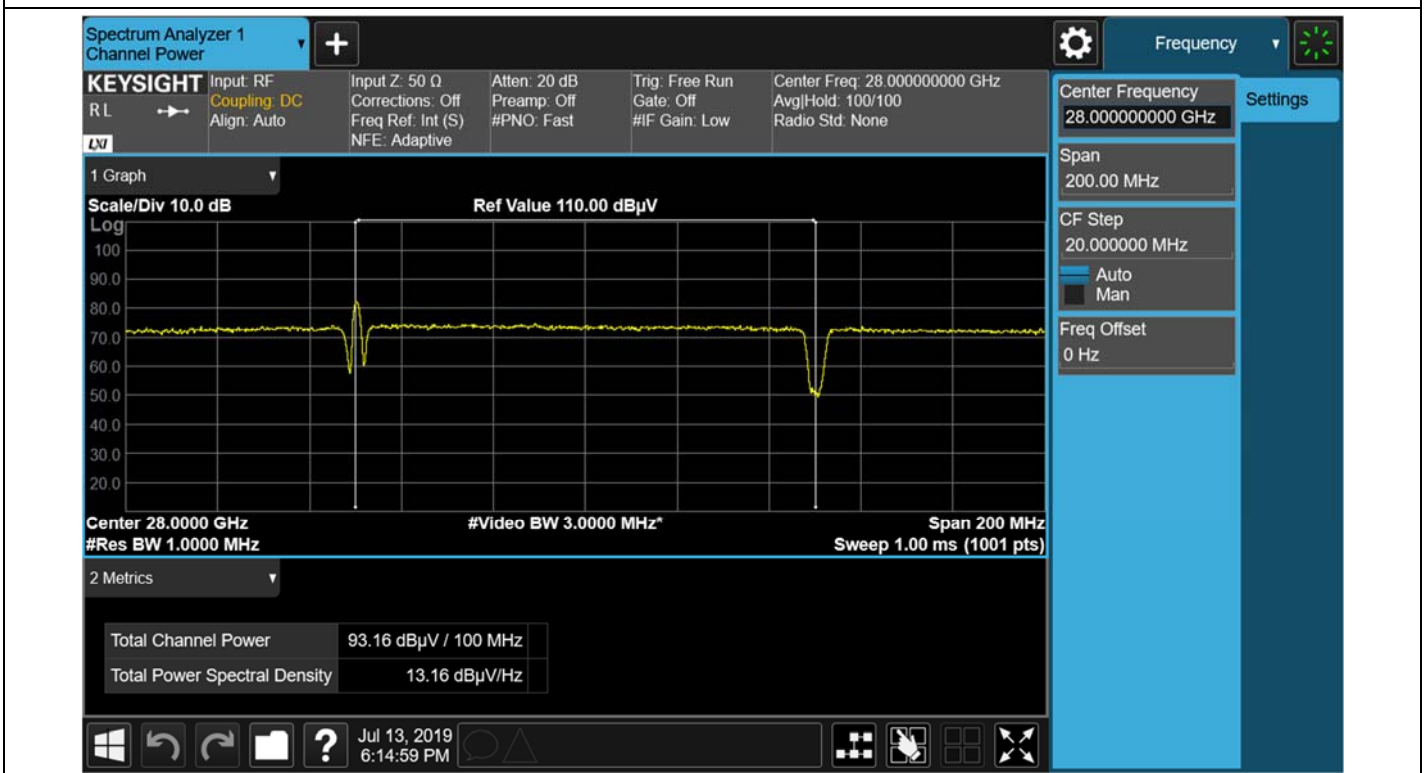 Spectrum Analyzer 1
Channel Power
+
Frequency
KEYSIGHT
R L
LXI
Input: RF
Coupling: DC
Align: Auto
Input Z: 50 Ω
Corrections: Off
Freq Ref: Int (S)
NFE: Adaptive
Atten: 20 dB
Preamp: Off
#PNO: Fast
Trig: Free Run
Gate: Off
#IF Gain: Low
Center Freq: 28.000000000 GHz
Avg|Hold: 100/100
Radio Std: None
Center Frequency
28.000000000 GHz
Settings
Span
200.00 MHz
CF Step
20.000000 MHz
Auto
Man
Freq Offset
0 Hz
1 Graph
Scale/Div 10.0 dB
Ref Value 110.00 dBµV
Log
100
90.0
80.0
70.0
60.0
50.0
40.0
30.0
20.0
Center 28.0000 GHz
#Video BW 3.0000 MHz*
Span 200 MHz
#Res BW 1.0000 MHz
Sweep 1.00 ms (1001 pts)
2 Metrics
Total Channel Power 93.16 dBµV / 100 MHz
Total Power Spectral Density 13.16 dBµV/Hz
?
Jul 13, 2019
6:14:59 PM